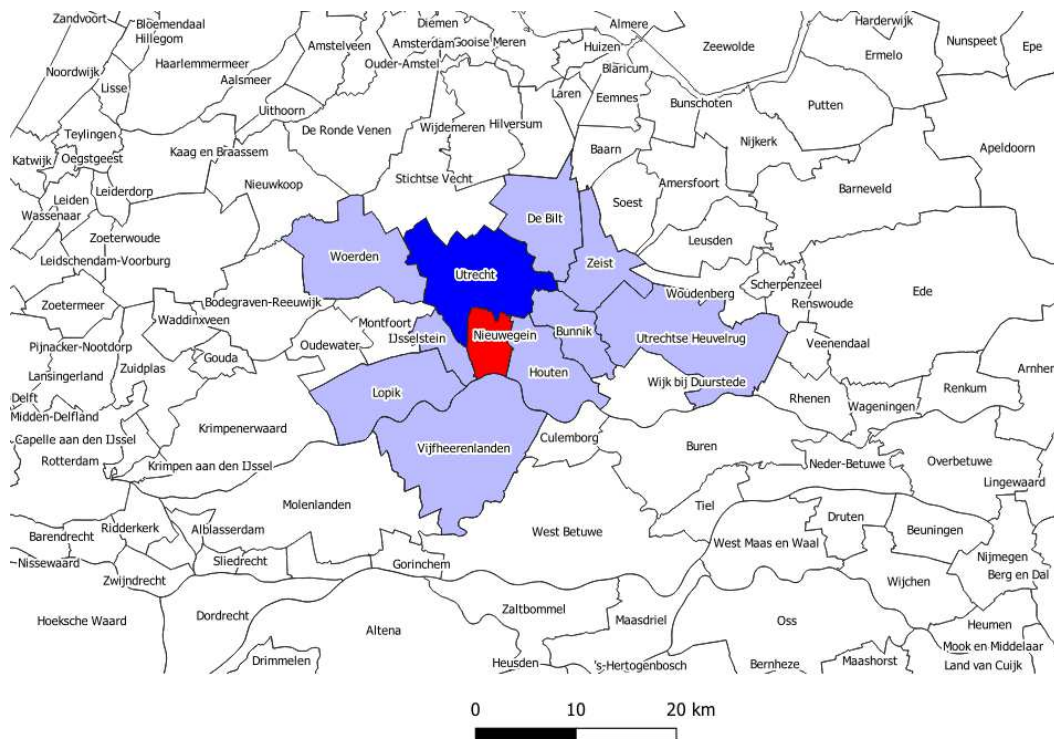 Zandvoort
Bloemendaal
Diemen
Almere
Harderwijk
Hillegom
Amstelveen
Amsterdam
Gooise Meren
Huizen
Zeewolde
Nunspeet
Epe
Haarlemmermeer
Ouder-Amstel
Ermelo
Noordwijk
Aalsmeer
Blaricum
Lisse
Laren
Eemnes
Bunschoten
Putten
Uithoorn
Teylingen
De Ronde Venen
Wijdemeren
Hilversum
Nijkerk
Katwijk
Oegstgeest
Kaag en Braassem
Baarn
Apeldoorn
Leiderdorp
Nieuwkoop
Stichtse Vecht
Amersfoort
Barneveld
Leiden
Soest
Wassenaar
De Bilt
Zoeterwoude
Leusden
Leidschendam-Voorburg
Woerden
Zeist
Utrecht
Scherpenzeel
Zoetermeer
Bodegraven-Reeuwijk
Woudenberg
Renswoude
Ede
Waddinxveen
Montfoort
Nieuwegein
Bunnik
Pijnacker-Nootdorp
Oudewater
IJsselstein
Utrechtse Heuvelrug
Veenendaal
Gouda
Lansingerland
Zuidplas
Houten
Arnhem
Delft
Lopik
Wijk bij Duurstede
Renkum
Midden-Delfland
Rhenen
Wageningen
Krimpenerwaard
Capelle aan den IJssel
Culemborg
Buren
Vijfheerenlanden
Rotterdam
Krimpen aan den IJssel
Neder-Betuwe
Overbetuwe
Lingewaard
Molenlanden
Tiel
Ridderkerk
Alblasserdam
West Betuwe
Druten
Beuningen
Barendrecht
West Maas en Waal
Nissewaard
Sliedrecht
Gorinchem
Nijmegen
Zwijndrecht
Wijchen
Berg en Dal
Hoeksche Waard
Dordrecht
Zaltbommel
Maasdriel
Oss
Heumen
Altena
Mook en Middelaar
Drimmelen
Heusden
's-Hertogenbosch
Bernheze
Maashorst
Land van Cuijk
0 10 20 km